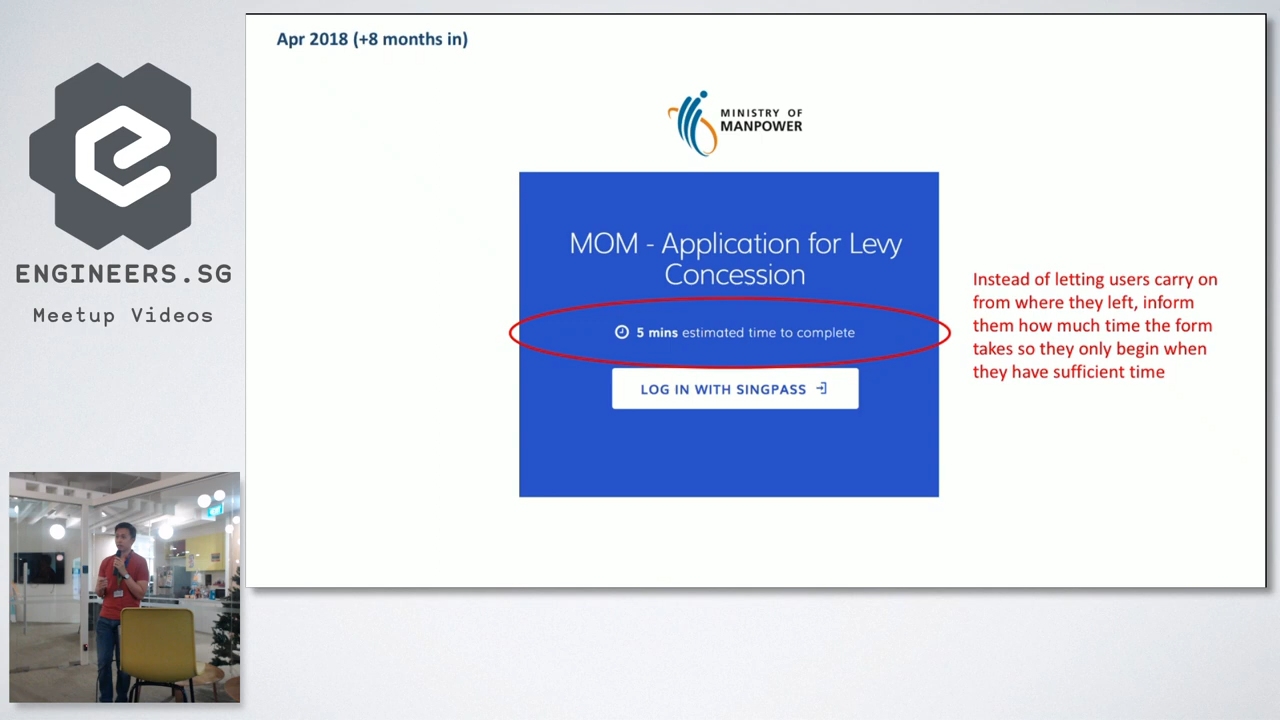 Apr 2018 (+8 months in)
MINISTRY OF
MANPOWER
MOM - Application for Levy
Concession
5 mins estimated time to complete
LOG IN WITH SINGPASS
Instead of letting users carry on
from where they left, inform
them how much time the form
takes so they only begin when
they have sufficient time
ENGINEERS.SG
Meetup Videos